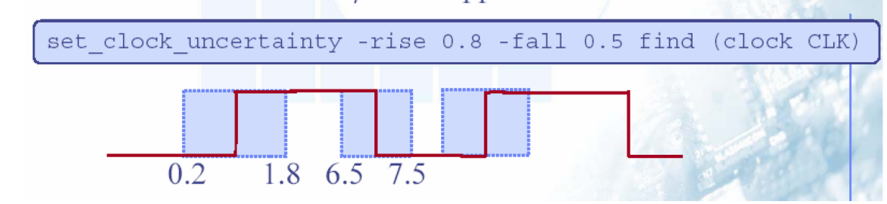 set_clock_uncertainty -rise 0.8 -fall 0.5 find (clock CLK)
0.2 1.8 6.5 7.5